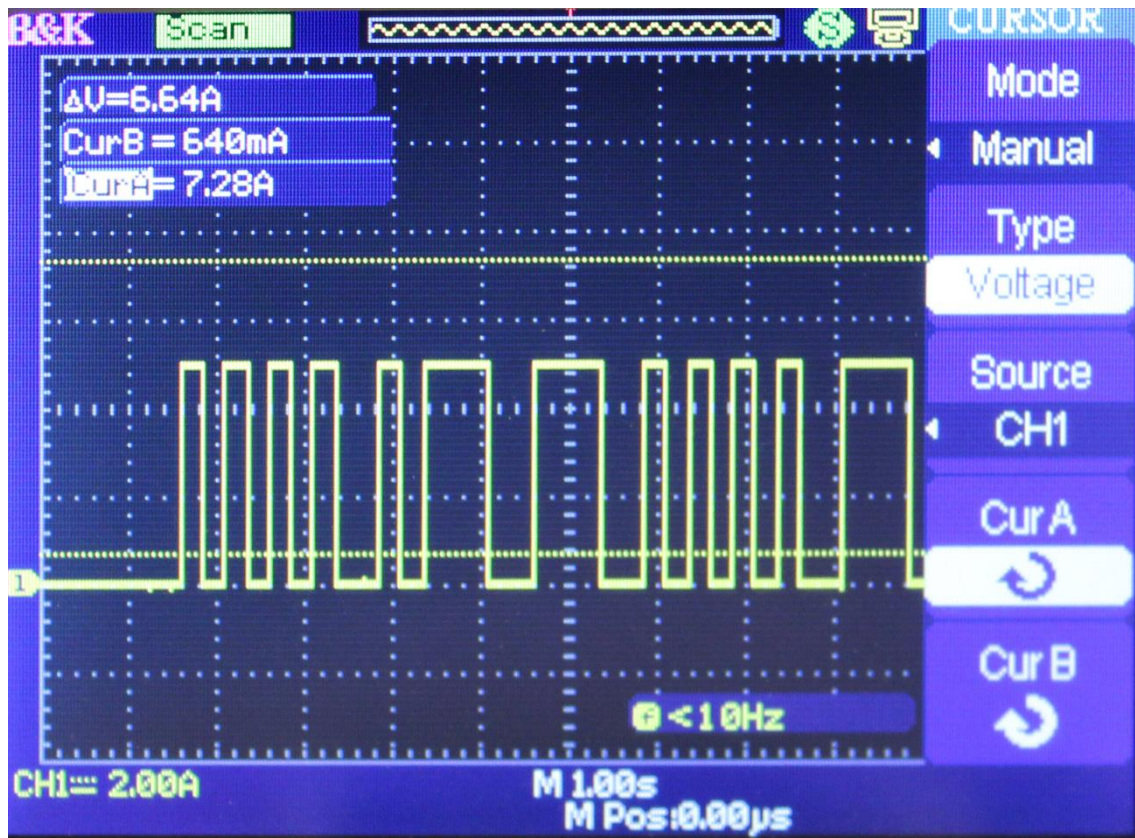 B&K Scan S CURSOR
Mode
Manual
Type
Voltage
Source
CH1
Cur A
Cur B
ΔV=6.64A
CurB = 640mA
CurA= 7.28A
1
f <10Hz
CH1 2.00A
M 1.00s
M Pos:0.00μs